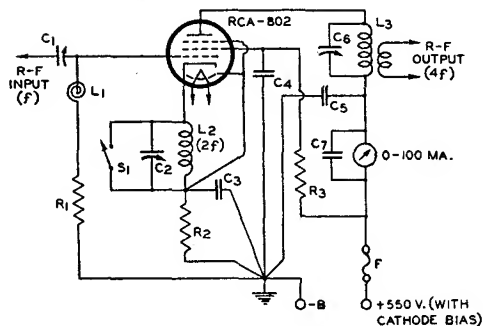 RCA-802
C1
R-F
INPUT
(f)
L1
C6
L3
R-F
OUTPUT
(4f)
C4
C5
S1
C2
L2
(2f)
C3
C7
0-100 MA.
R1
R2
R3
F
-B
+550 V. (WITH
CATHODE BIAS)